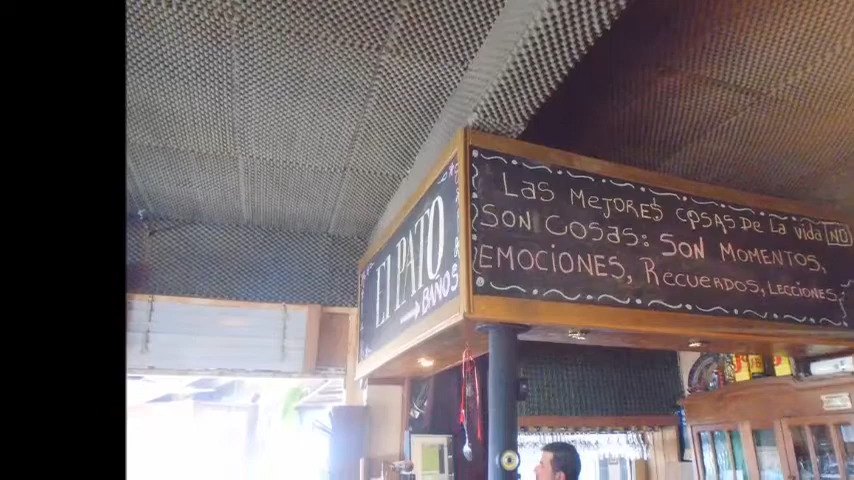 EL PATO
→ BAÑOS
Las MEJORES COSAS De La vida NO
SON COSAS: SON MOMENTOS,
EMOCIONES, RECUERDOS, LECCIONES,